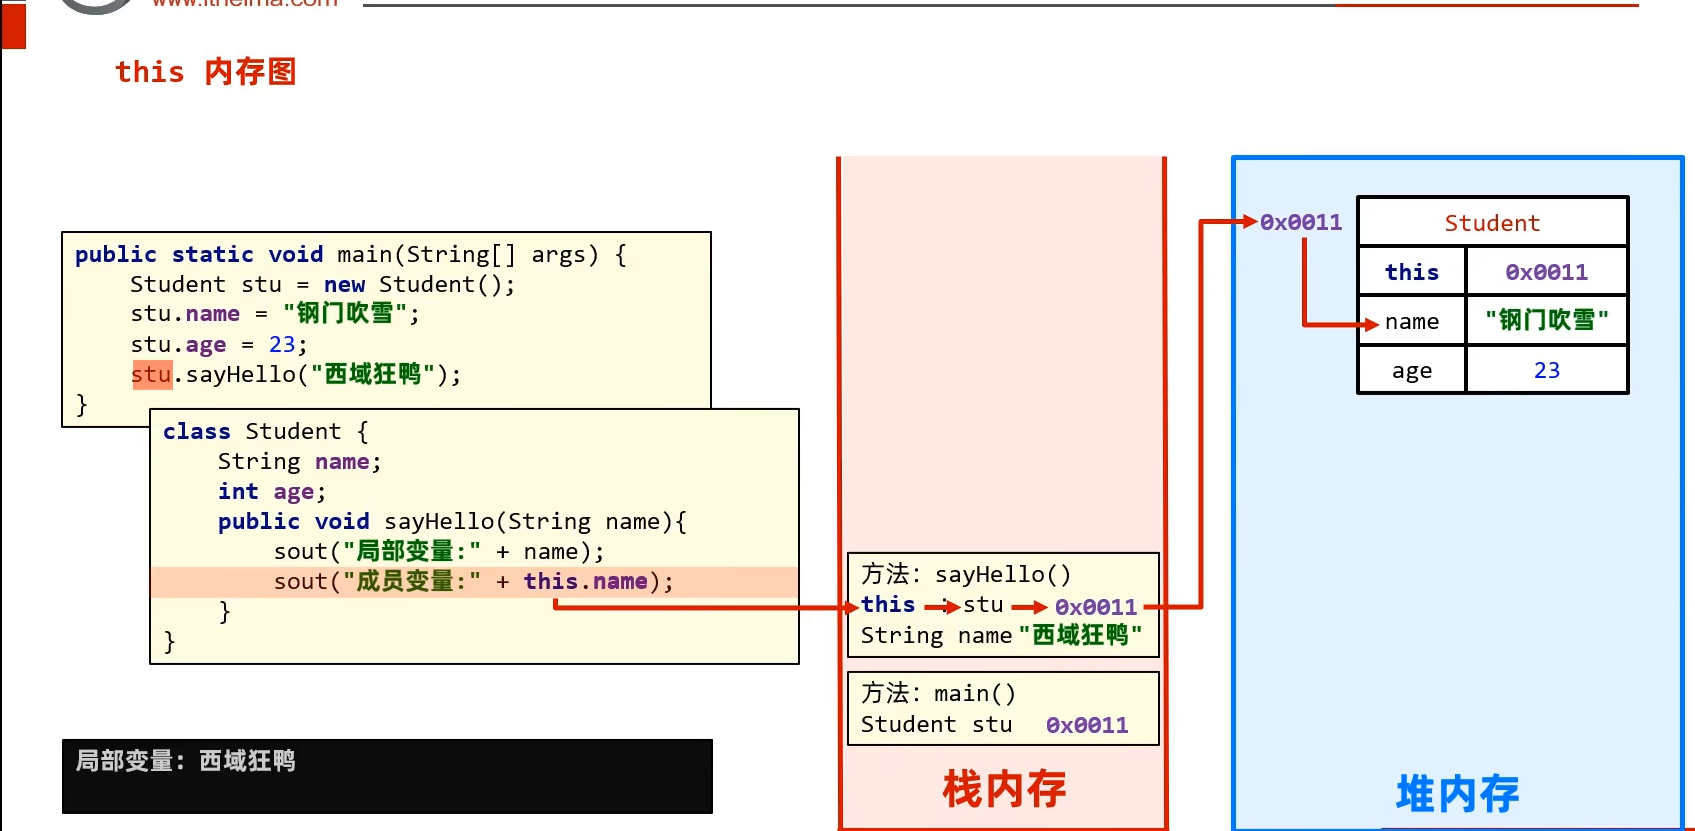 www.itheima.com
this 内存图
public static void main(String[] args) {
Student stu = new Student();
stu.name = "钢门吹雪";
stu.age = 23;
stu.sayHello("西域狂鸭");
}
class Student {
String name;
int age;
public void sayHello(String name){
sout("局部变量:" + name);
sout("成员变量:" + this.name);
}
}
局部变量：西域狂鸭
方法：sayHello()
this : stu 0x0011
String name "西域狂鸭"
方法：main()
Student stu 0x0011
栈内存
0x0011
Student
this 0x0011
name "钢门吹雪"
age 23
堆内存